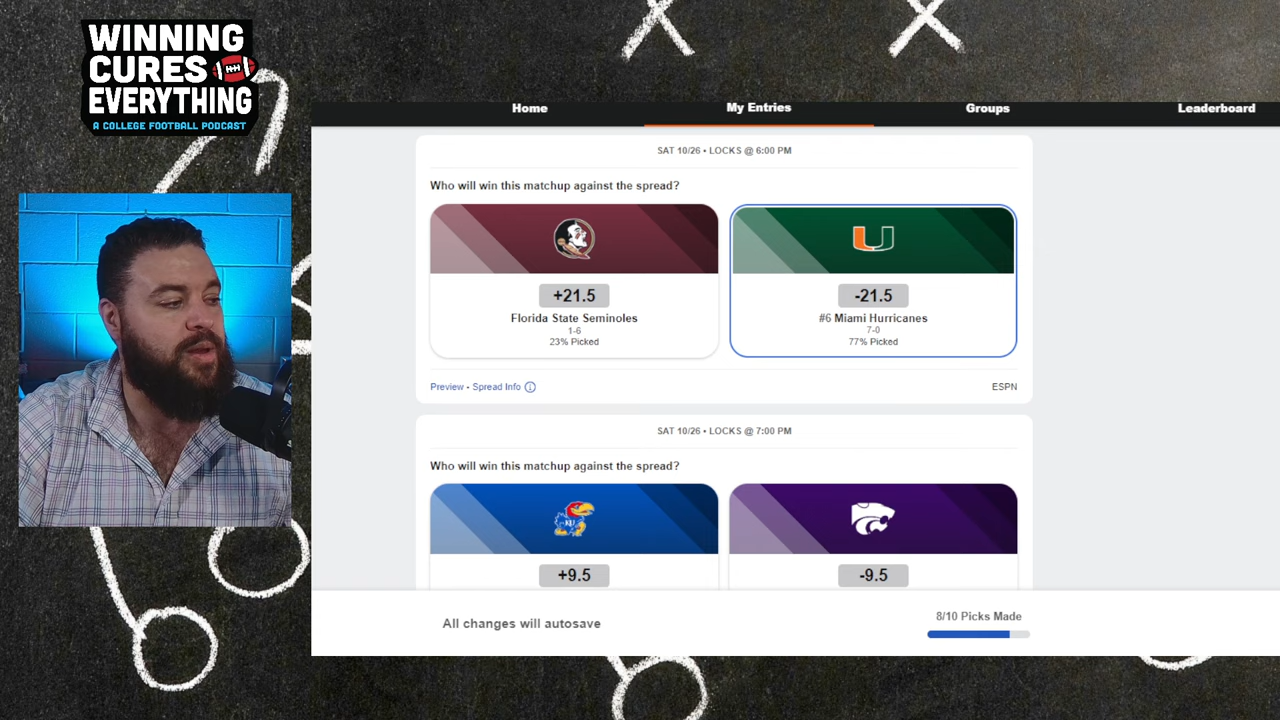 WINNING
CURES
EVERYTHING
A COLLEGE FOOTBALL PODCAST
Home My Entries Groups Leaderboard
SAT 10/26 • LOCKS @ 6:00 PM
Who will win this matchup against the spread?
+21.5
Florida State Seminoles
1-6
23% Picked
-21.5
#6 Miami Hurricanes
7-0
77% Picked
Preview • Spread Info
ESPN
SAT 10/26 • LOCKS @ 7:00 PM
Who will win this matchup against the spread?
KU
+9.5
-9.5
All changes will autosave
8/10 Picks Made